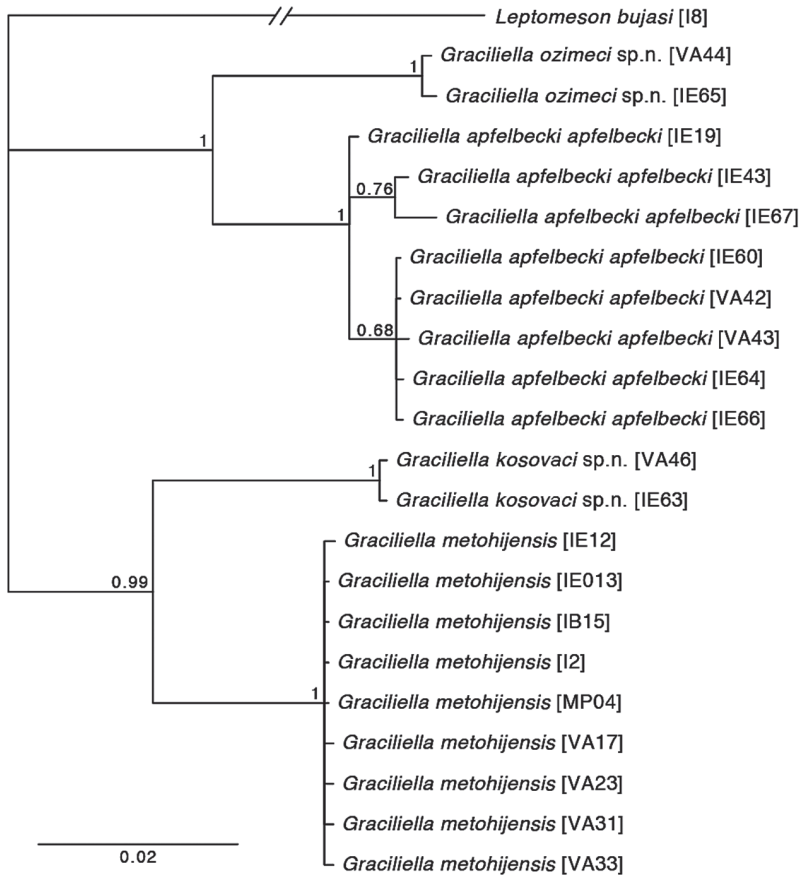 Leptomeson bujasi [I8]
Graciliella ozimeci sp.n. [VA44]
1
Graciliella ozimeci sp.n. [IE65]
1
Graciliella apfelbecki apfelbecki [IE19]
Graciliella apfelbecki apfelbecki [IE43]
0.76
1
Graciliella apfelbecki apfelbecki [IE67]
Graciliella apfelbecki apfelbecki [IE60]
Graciliella apfelbecki apfelbecki [VA42]
0.68
Graciliella apfelbecki apfelbecki [VA43]
Graciliella apfelbecki apfelbecki [IE64]
Graciliella apfelbecki apfelbecki [IE66]
Graciliella kosovaci sp.n. [VA46]
1
Graciliella kosovaci sp.n. [IE63]
Graciliella metohijensis [IE12]
0.99
Graciliella metohijensis [IE013]
Graciliella metohijensis [IB15]
Graciliella metohijensis [I2]
1
Graciliella metohijensis [MP04]
Graciliella metohijensis [VA17]
Graciliella metohijensis [VA23]
Graciliella metohijensis [VA31]
Graciliella metohijensis [VA33]
0.02